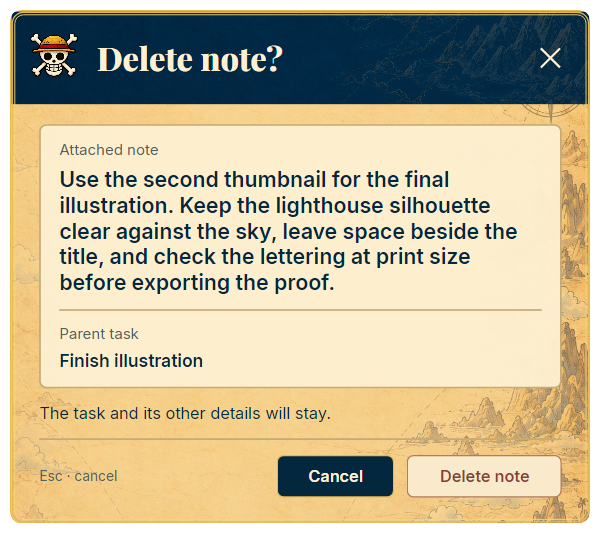 Delete note?
Attached note
Use the second thumbnail for the final
illustration. Keep the lighthouse silhouette
clear against the sky, leave space beside the
title, and check the lettering at print size
before exporting the proof.
Parent task
Finish illustration
The task and its other details will stay.
Esc · cancel
Cancel
Delete note